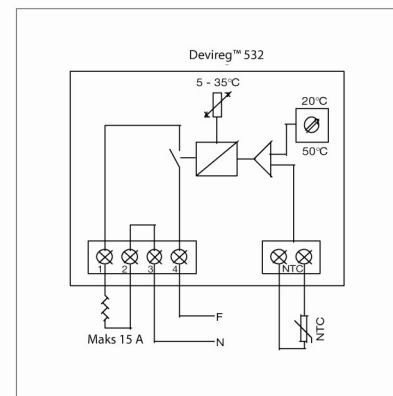 Devireg™ 532
5 - 35°C
20°C
50°C
1 2 3 4
NTC
F
Maks 15 A
N
NTC